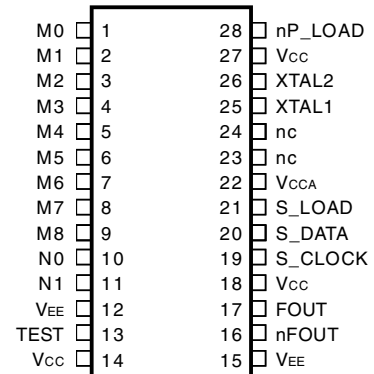 M0 1 28 nP_LOAD
M1 2 27 VCC
M2 3 26 XTAL2
M3 4 25 XTAL1
M4 5 24 nc
M5 6 23 nc
M6 7 22 VCCA
M7 8 21 S_LOAD
M8 9 20 S_DATA
N0 10 19 S_CLOCK
N1 11 18 VCC
VEE 12 17 FOUT
TEST 13 16 nFOUT
VCC 14 15 VEE